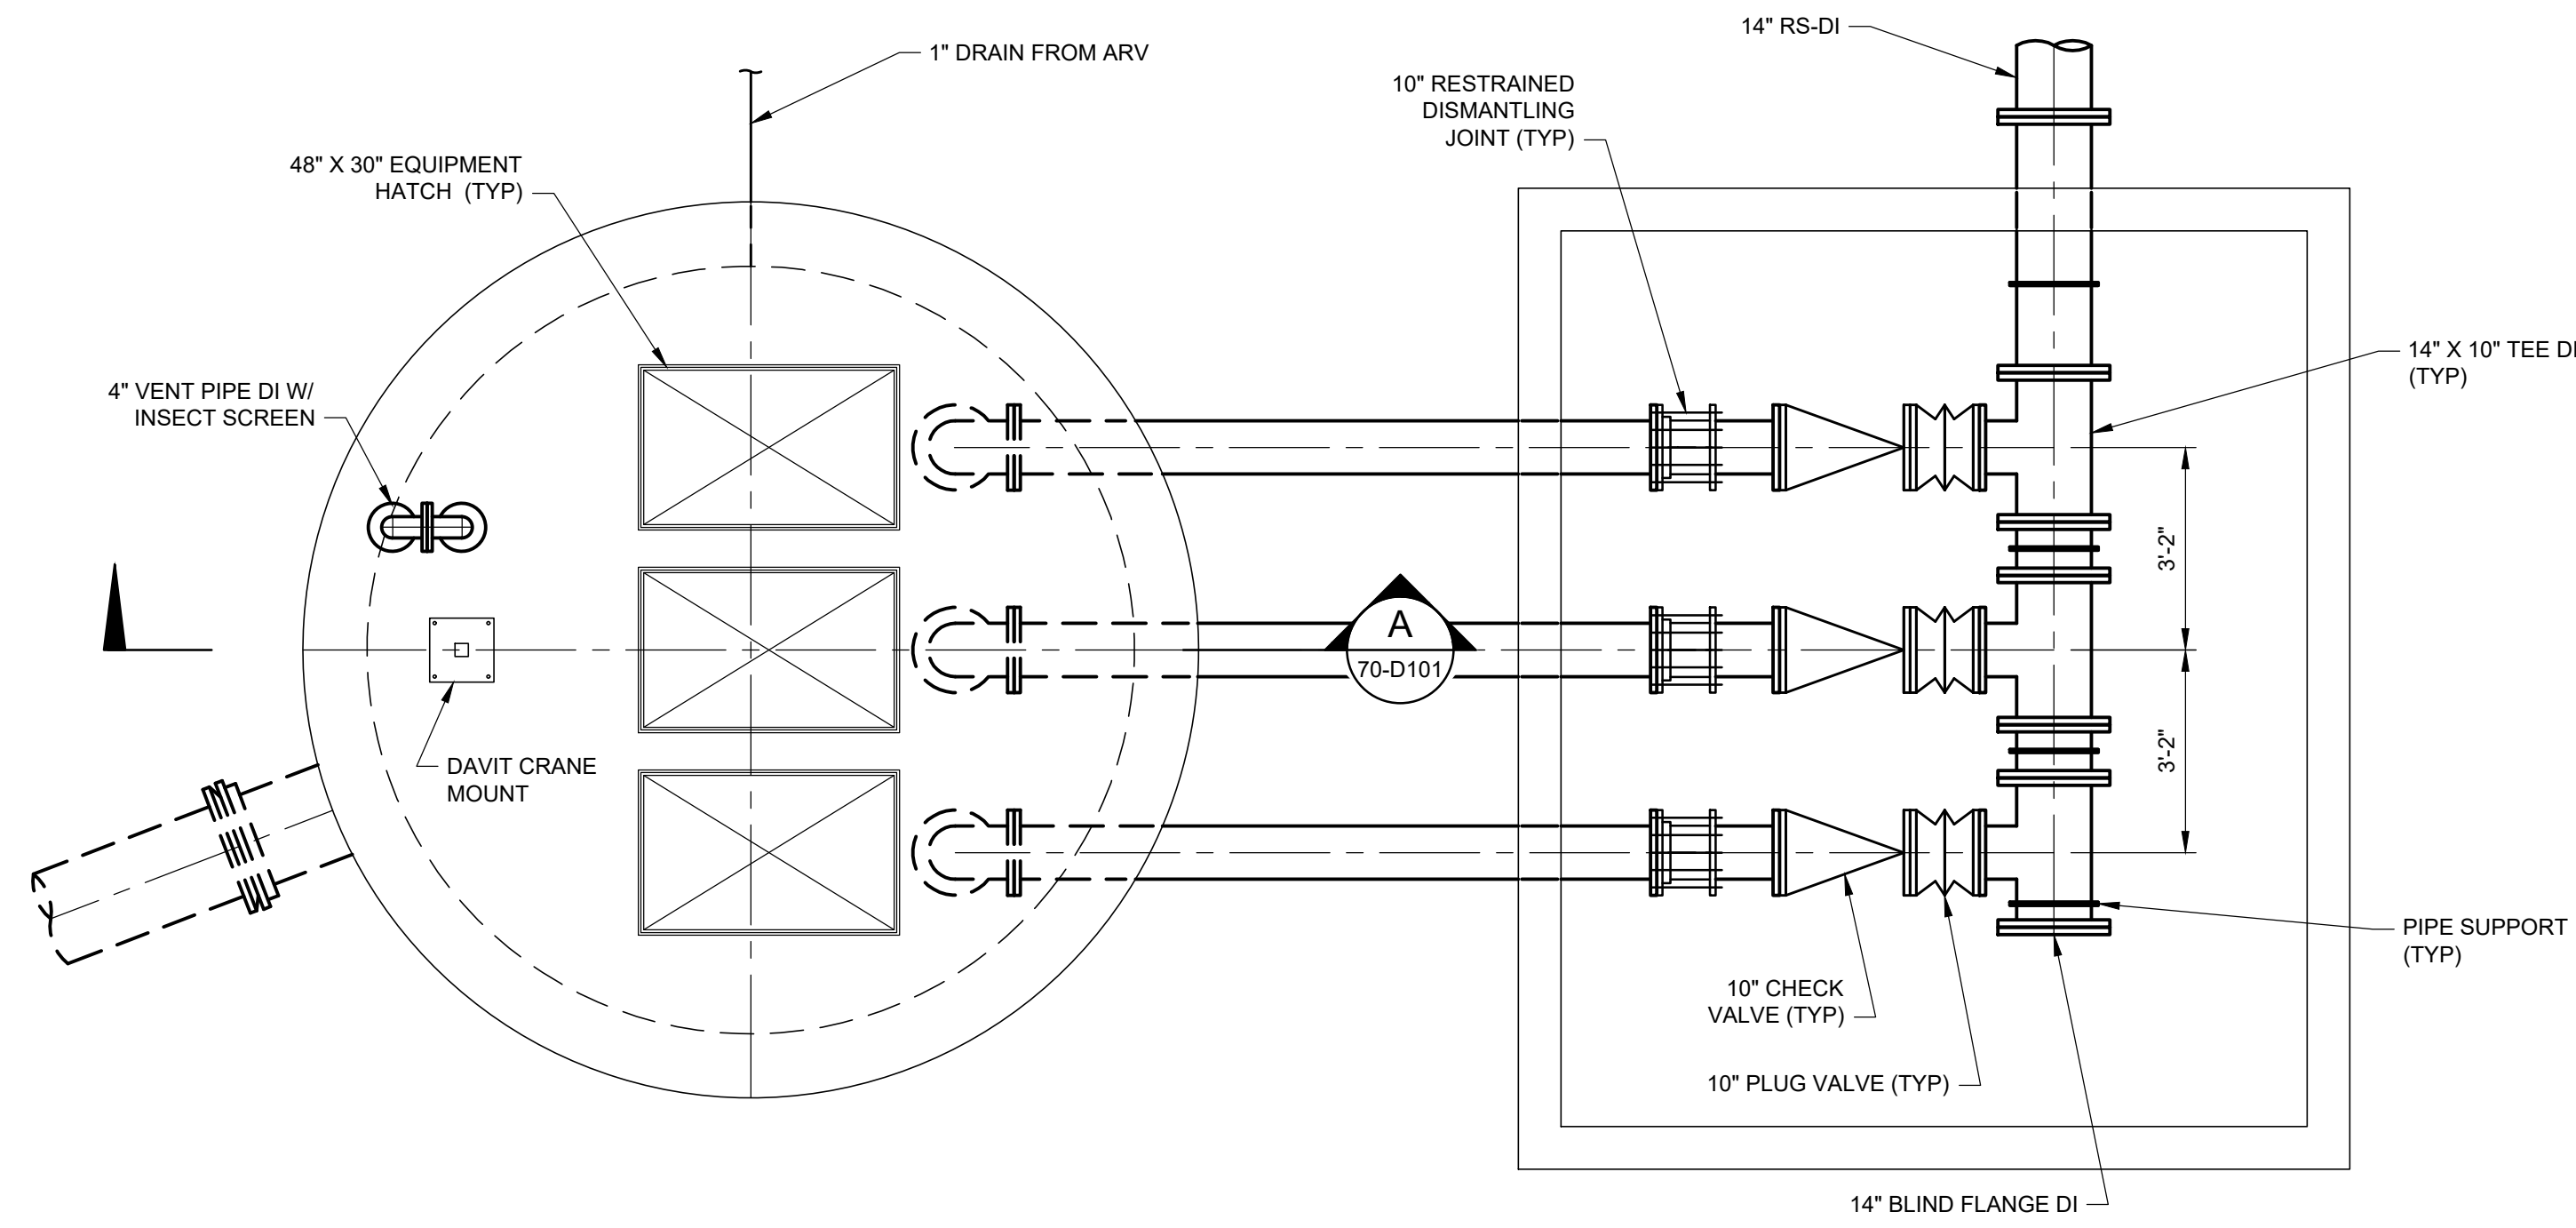 14" RS-DI
1" DRAIN FROM ARV
10" RESTRAINED
DISMANTLING
JOINT (TYP)
48" X 30" EQUIPMENT
HATCH (TYP)
14" X 10" TEE DI
(TYP)
4" VENT PIPE DI W/
INSECT SCREEN
3'-2"
A
70-D101
3'-2"
DAVIT CRANE
MOUNT
PIPE SUPPORT
(TYP)
10" CHECK
VALVE (TYP)
10" PLUG VALVE (TYP)
14" BLIND FLANGE DI